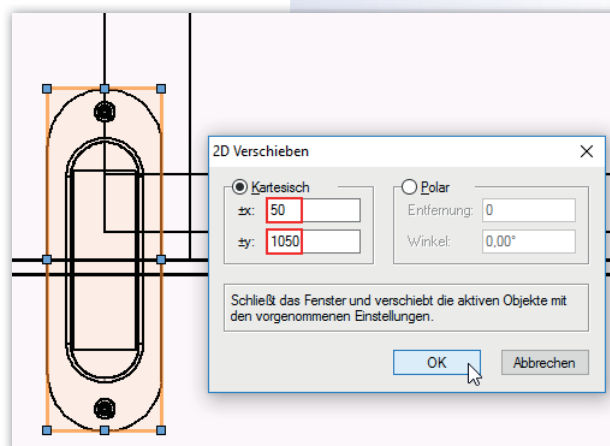 2D Verschieben
Kartesisch
Polar
±x: 50
Entfernung: 0
±y: 1050
Winkel: 0,00°
Schließt das Fenster und verschiebt die aktiven Objekte mit
den vorgenommenen Einstellungen.
OK
Abbrechen